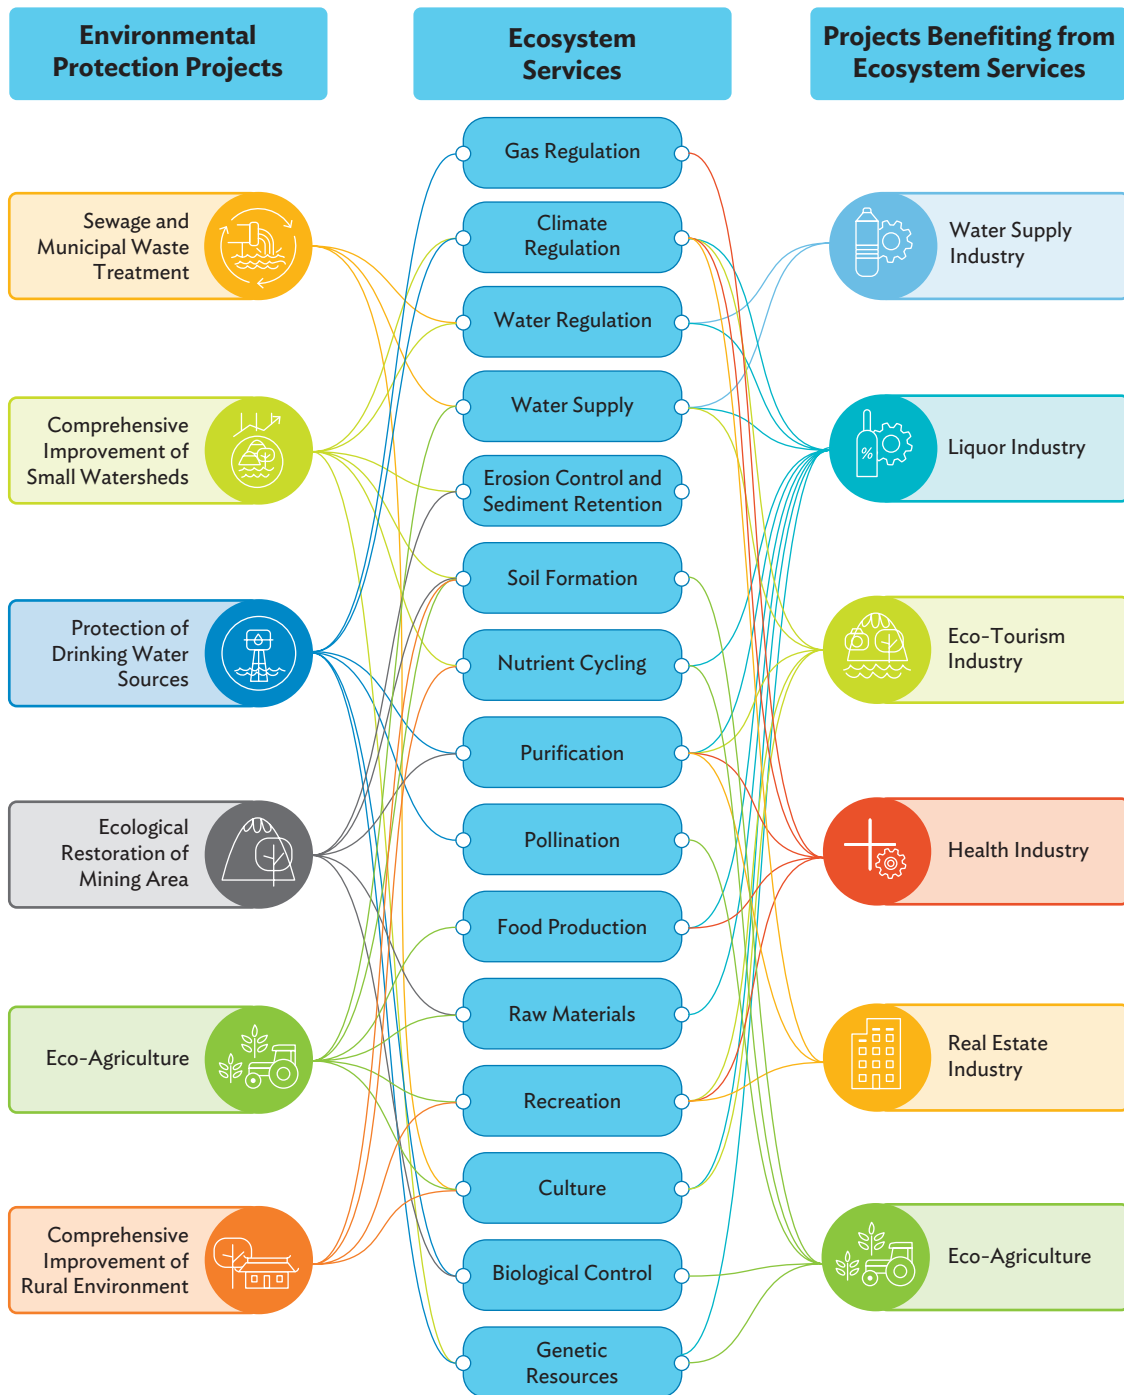 Environmental
Protection Projects
Ecosystem
Services
Projects Benefiting from
Ecosystem Services
Sewage and
Municipal Waste
Treatment
Comprehensive
Improvement of
Small Watersheds
Protection of
Drinking Water
Sources
Ecological
Restoration of
Mining Area
Eco-Agriculture
Comprehensive
Improvement of
Rural Environment
Gas Regulation
Climate
Regulation
Water Regulation
Water Supply
Erosion Control and
Sediment Retention
Soil Formation
Nutrient Cycling
Purification
Pollination
Food Production
Raw Materials
Recreation
Culture
Biological Control
Genetic
Resources
Water Supply
Industry
%
Liquor Industry
Eco-Tourism
Industry
Health Industry
Real Estate
Industry
Eco-Agriculture